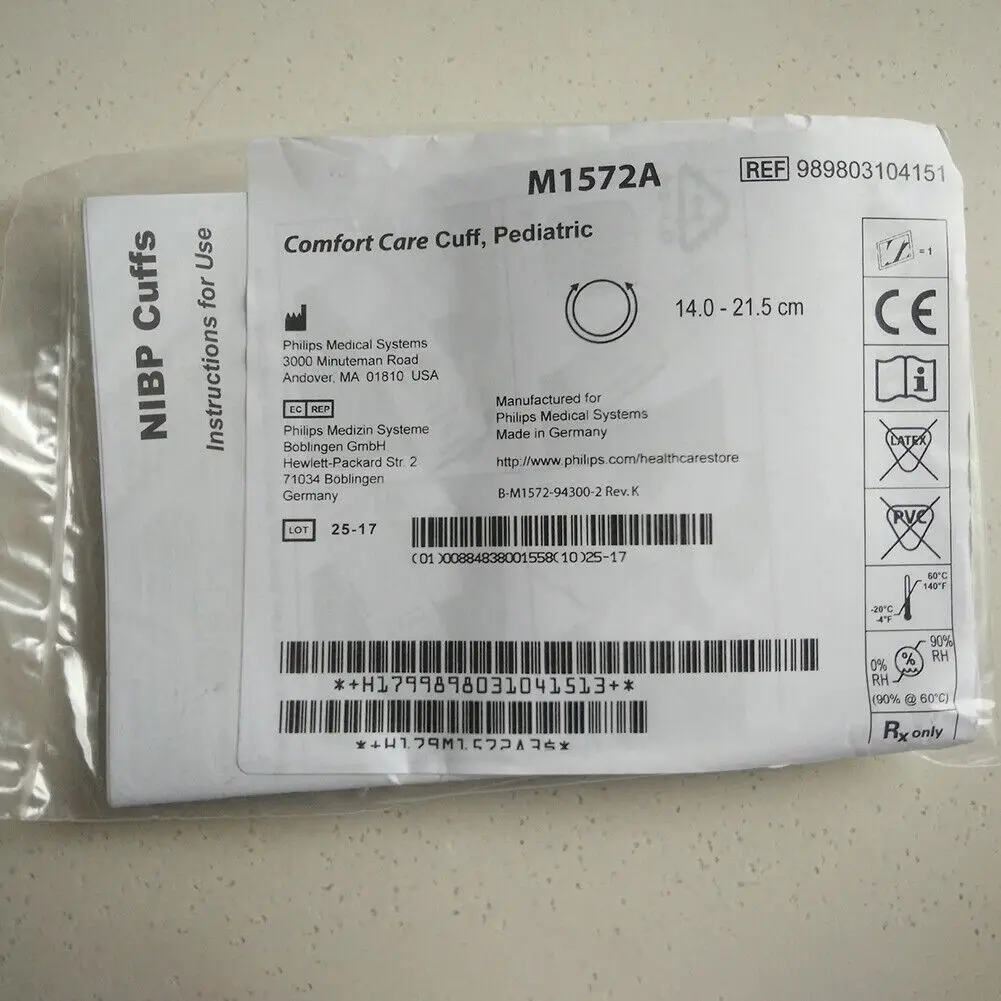 NIBP Cuffs
Instructions for Use
M1572A
REF 989803104151
Comfort Care Cuff, Pediatric
14.0 - 21.5 cm
Philips Medical Systems
3000 Minuteman Road
Andover, MA 01810 USA
EC REP
Philips Medizin Systeme
Böblingen GmbH
Hewlett-Packard Str. 2
71034 Böblingen
Germany
Manufactured for
Philips Medical Systems
Made in Germany
http://www.philips.com/healthcarestore
B-M1572-94300-2 Rev. K
LOT 25-17
(01)00884838001558(10)25-17
*+H1799898031041513+*
*+H179M1572A36*
= 1
CE
i
LATEX
PVC
60°C
140°F
-20°C
-4°F
90%
RH
%
0%
RH
(90% @ 60°C)
Rx only